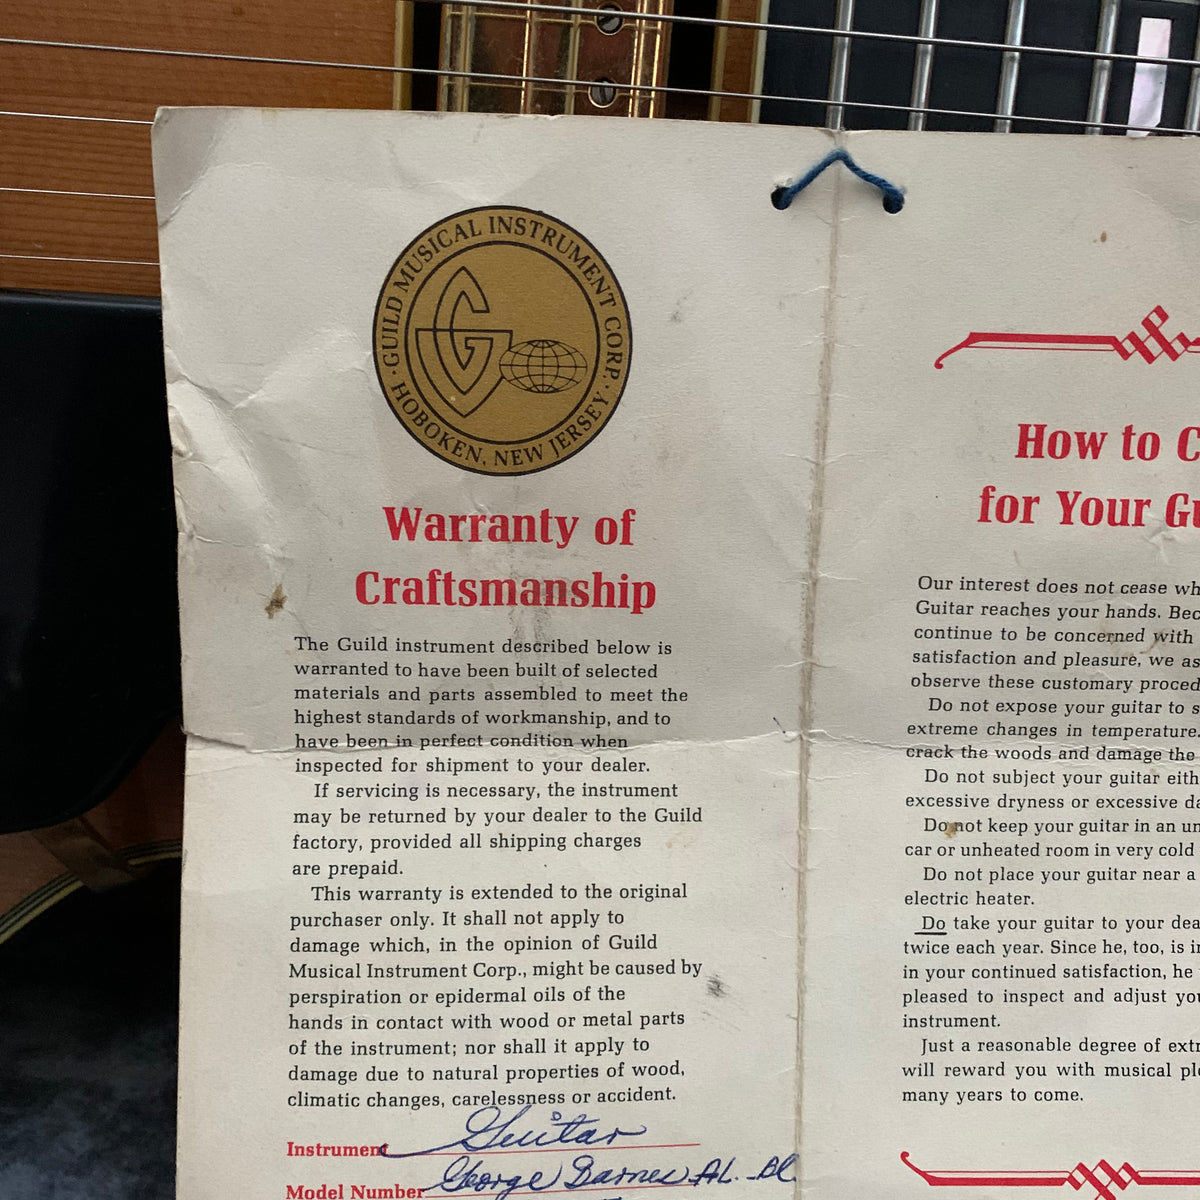 GUILD MUSICAL INSTRUMENT CORP.
· HOBOKEN, NEW JERSEY ·
G
Warranty of
Craftsmanship
The Guild instrument described below is
warranted to have been built of selected
materials and parts assembled to meet the
highest standards of workmanship, and to
have been in perfect condition when
inspected for shipment to your dealer.
If servicing is necessary, the instrument
may be returned by your dealer to the Guild
factory, provided all shipping charges
are prepaid.
This warranty is extended to the original
purchaser only. It shall not apply to
damage which, in the opinion of Guild
Musical Instrument Corp., might be caused by
perspiration or epidermal oils of the
hands in contact with wood or metal parts
of the instrument; nor shall it apply to
damage due to natural properties of wood,
climatic changes, carelessness or accident.
Instrument Guitar
Model Number George Barnes AL. - Bl.
How to C
for Your Gu
Our interest does not cease wh
Guitar reaches your hands. Bec
continue to be concerned with
satisfaction and pleasure, we as
observe these customary proced
Do not expose your guitar to s
extreme changes in temperature.
crack the woods and damage the
Do not subject your guitar eith
excessive dryness or excessive da
Do not keep your guitar in an un
car or unheated room in very cold
Do not place your guitar near a
electric heater.
Do take your guitar to your dea
twice each year. Since he, too, is in
in your continued satisfaction, he
pleased to inspect and adjust you
instrument.
Just a reasonable degree of extr
will reward you with musical ple
many years to come.